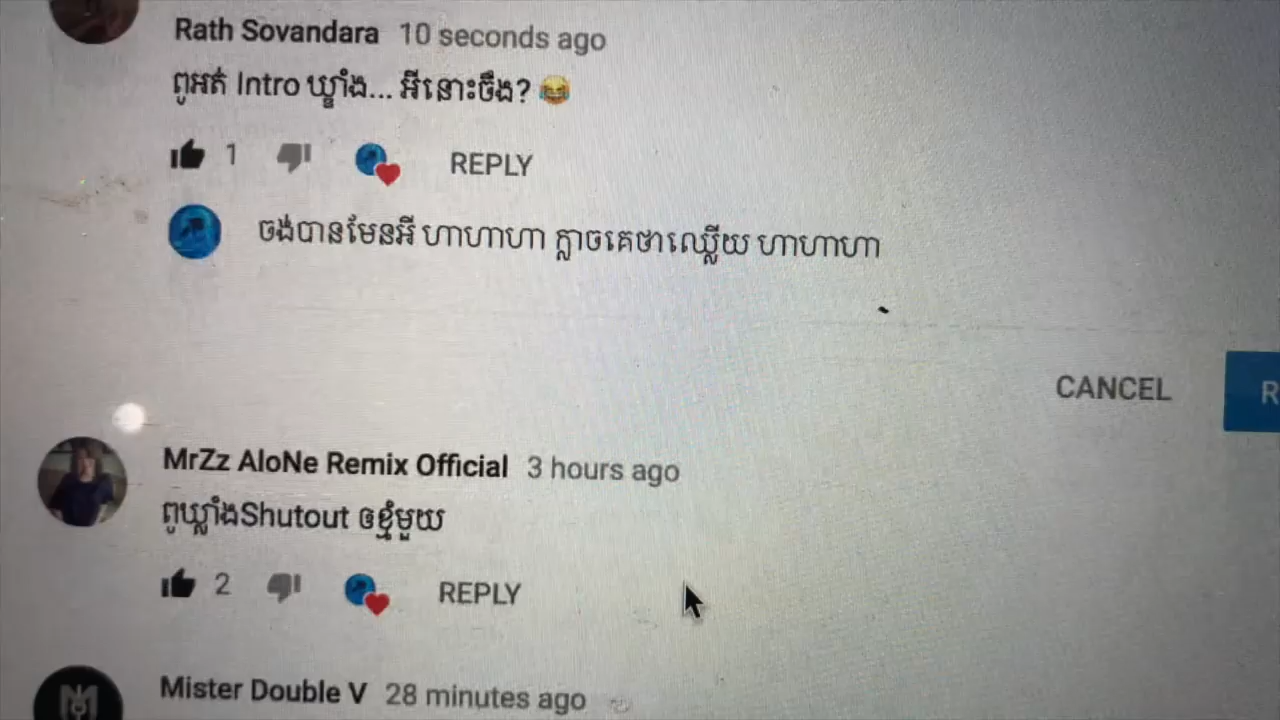 Rath Sovandara 10 seconds ago
ពូអត់ Intro ឃ្លាំង... អីនោះចឹង? 😂
1 REPLY
ចង់បានមែនអី ហាហាហា ក្លាចគេថាឈ្លើយ ហាហាហា
CANCEL R
MrZz AloNe Remix Official 3 hours ago
ពូឃ្លាំងShutout ឲខ្ញុំមួយ
2 REPLY
Mister Double V 28 minutes ago